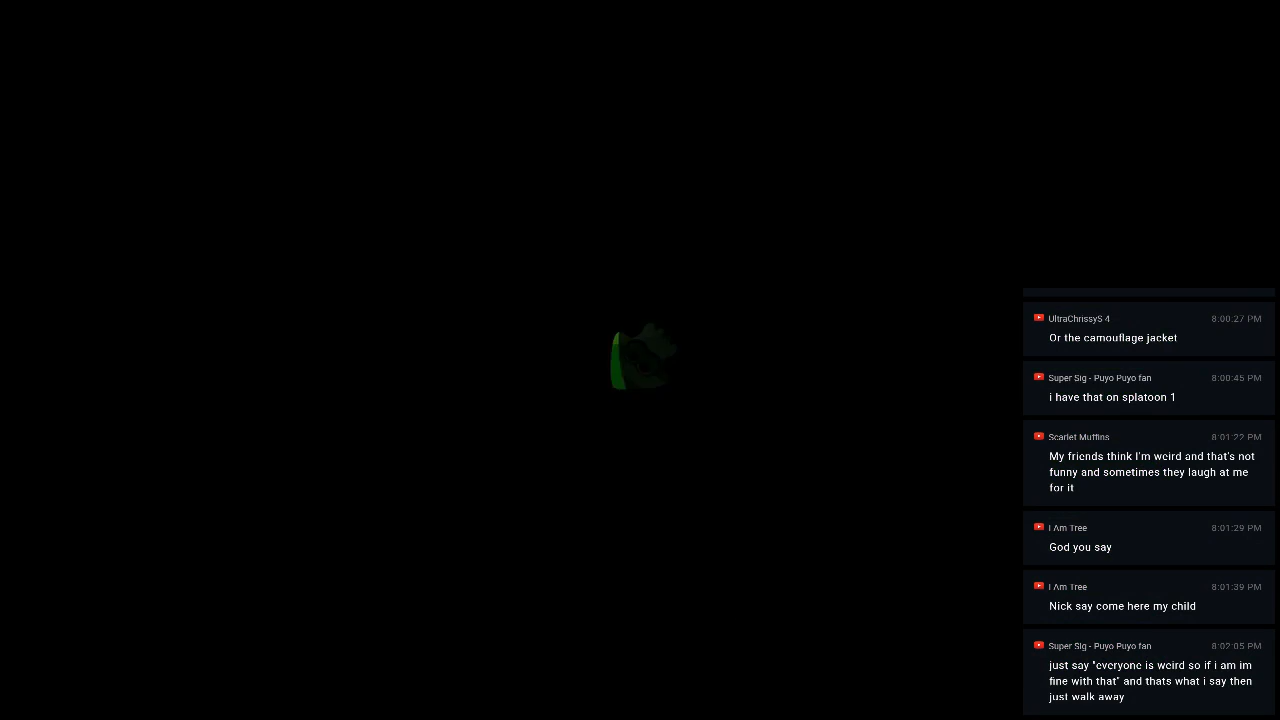 UltraChrissyS 4 8:00:27 PM
Or the camouflage jacket
Super Sig - Puyo Puyo fan 8:00:45 PM
i have that on splatoon 1
Scarlet Muffins 8:01:22 PM
My friends think I'm weird and that's not
funny and sometimes they laugh at me
for it
I Am Tree 8:01:29 PM
God you say
I Am Tree 8:01:39 PM
Nick say come here my child
Super Sig - Puyo Puyo fan 8:02:05 PM
just say "everyone is weird so if i am im
fine with that" and thats what i say then
just walk away